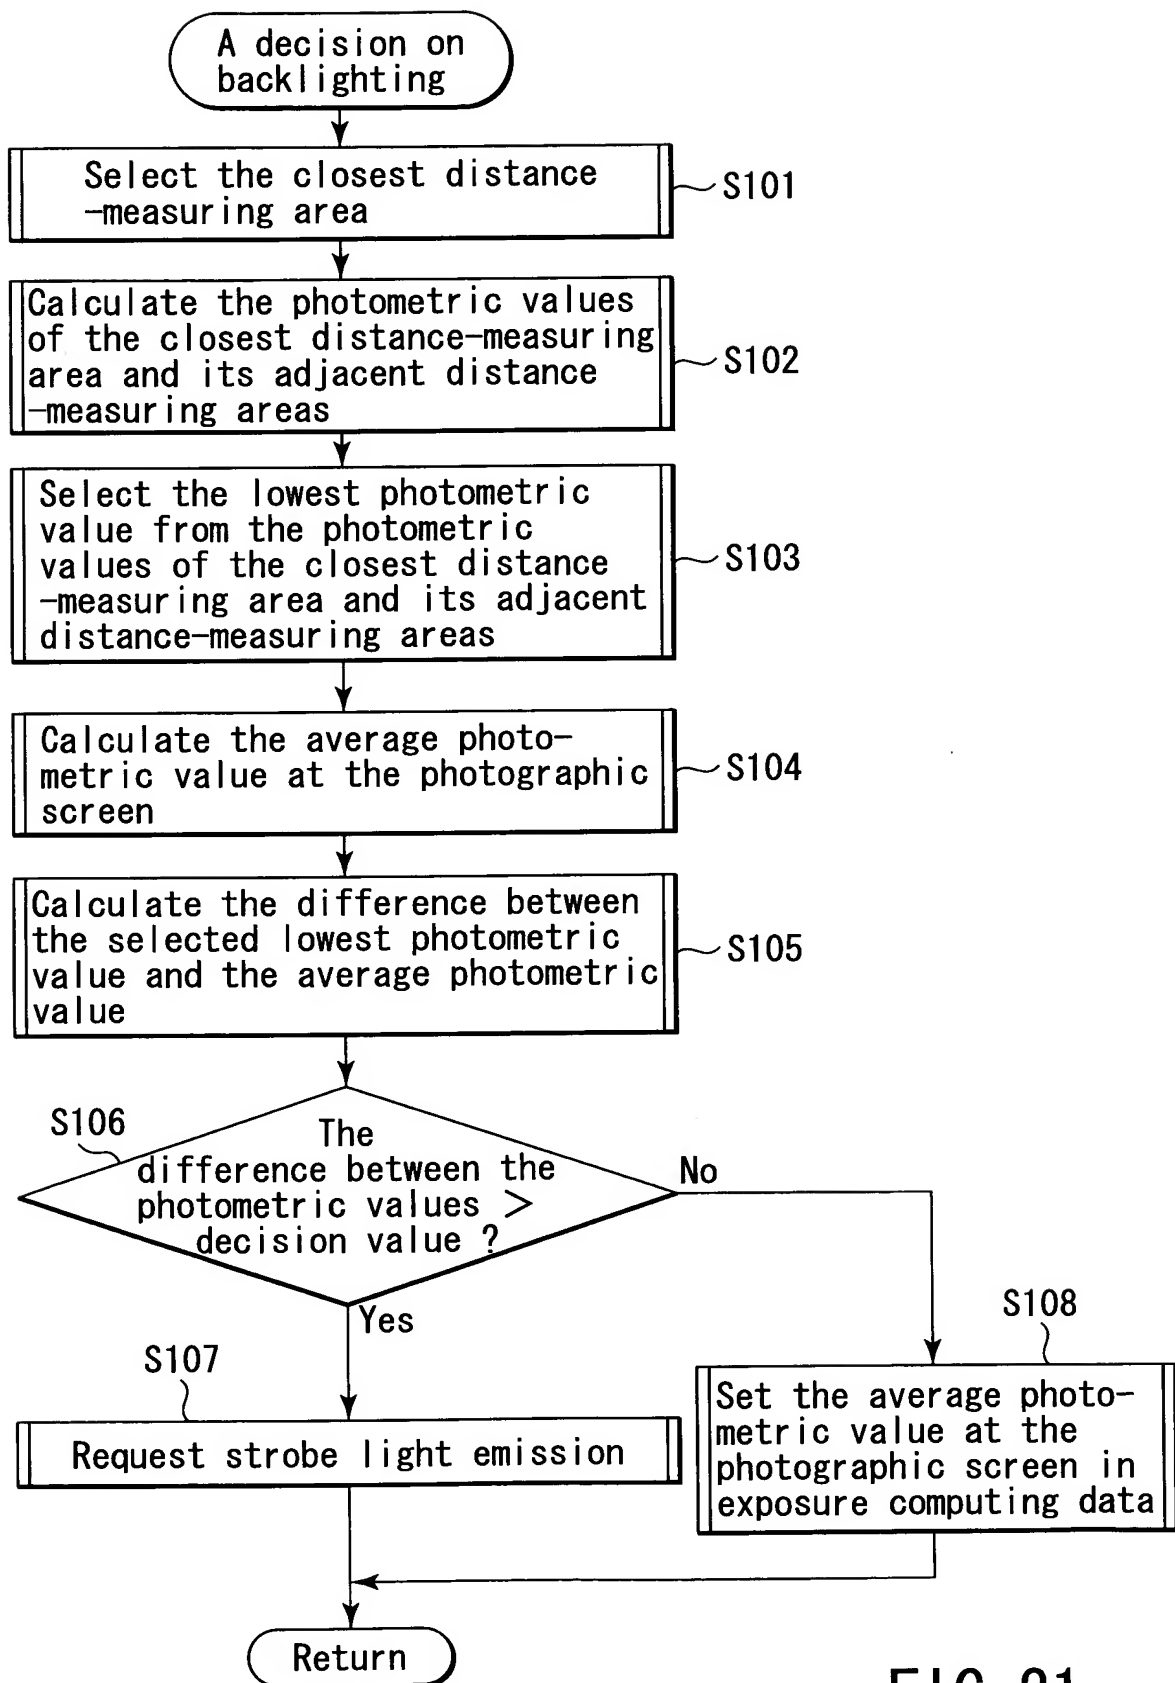 A decision on
backlighting
Select the closest distance
-measuring area
S101
Calculate the photometric values
of the closest distance-measuring
area and its adjacent distance
-measuring areas
S102
Select the lowest photometric
value from the photometric
values of the closest distance
-measuring area and its adjacent
distance-measuring areas
S103
Calculate the average photo-
metric value at the photographic
screen
S104
Calculate the difference between
the selected lowest photometric
value and the average photometric
value
S105
S106
The
difference between the
photometric values >
decision value ?
No
Yes
S107
Request strobe light emission
S108
Set the average photo-
metric value at the
photographic screen in
exposure computing data
Return
FIG. 21